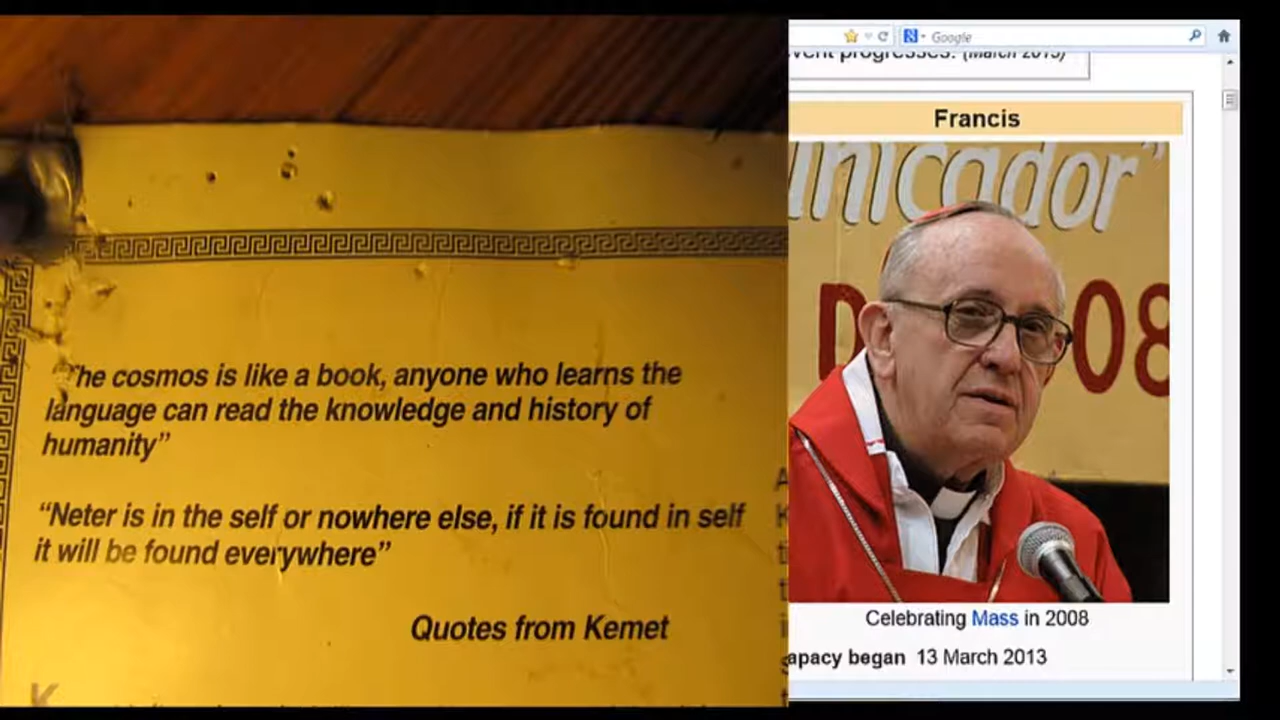 "The cosmos is like a book, anyone who learns the
language can read the knowledge and history of
humanity"
"Neter is in the self or nowhere else, if it is found in self
it will be found everywhere"
Quotes from Kemet
K
Google
progresses. (March 2013)
Francis
unicador"
08
Celebrating Mass in 2008
apacy began 13 March 2013